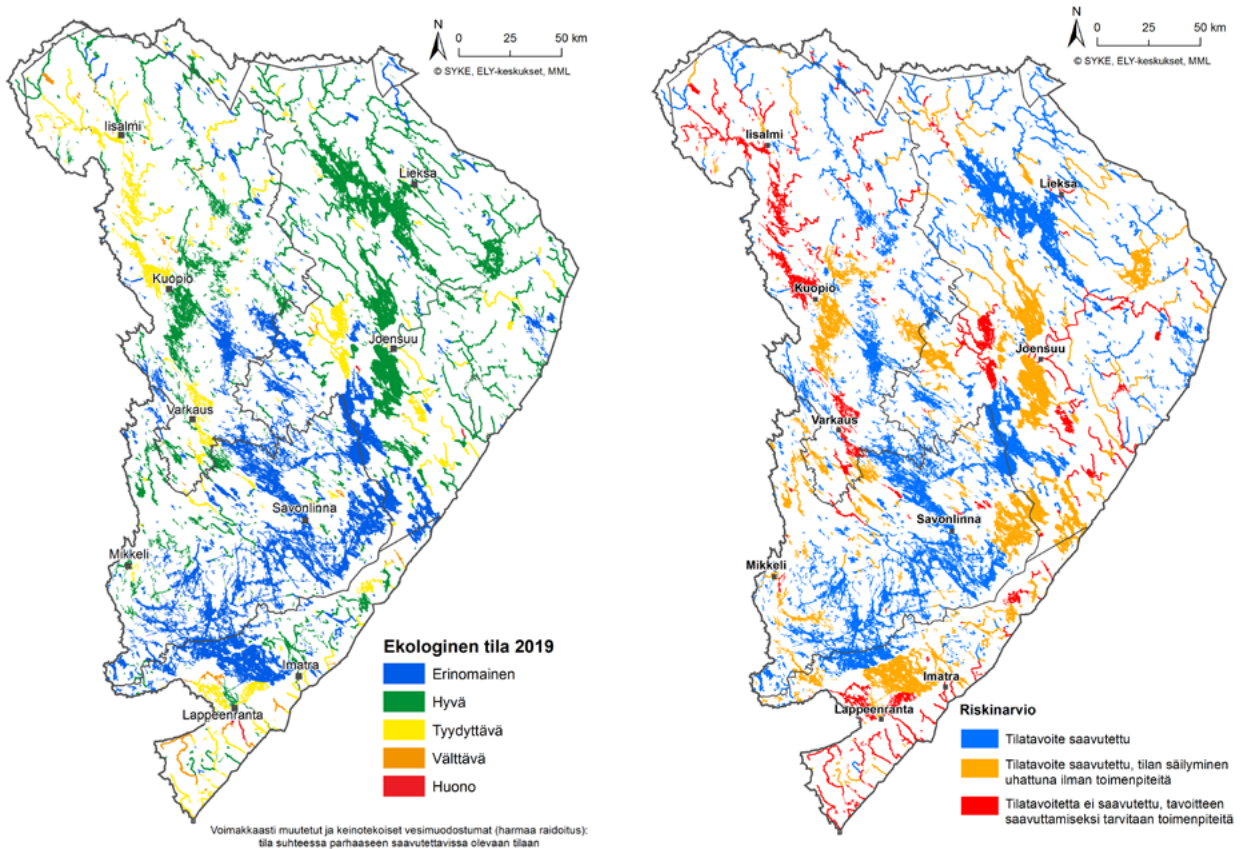 N
0 25 50 km
© SYKE, ELY-keskukset, MML
Iisalmi
Lieksa
Kuopio
Joensuu
Varkaus
Savonlinna
Mikkeli
Imatra
Lappeenranta
Ekologinen tila 2019
Erinomainen
Hyvä
Tyydyttävä
Välttävä
Huono
Voimakkaasti muutetut ja keinotekoiset vesimuodostumat (harmaa raidoitus):
tila suhteessa parhaaseen saavutettavissa olevaan tilaan
N
0 25 50 km
© SYKE, ELY-keskukset, MML
Iisalmi
Lieksa
Kuopio
Joensuu
Varkaus
Savonlinna
Mikkeli
Imatra
Lappeenranta
Riskinarvio
Tilatavoite saavutettu
Tilatavoite saavutettu, tilan säilyminen
uhattuna ilman toimenpiteitä
Tilatavoitetta ei saavutettu, tavoitteen
saavuttamiseksi tarvitaan toimenpiteitä